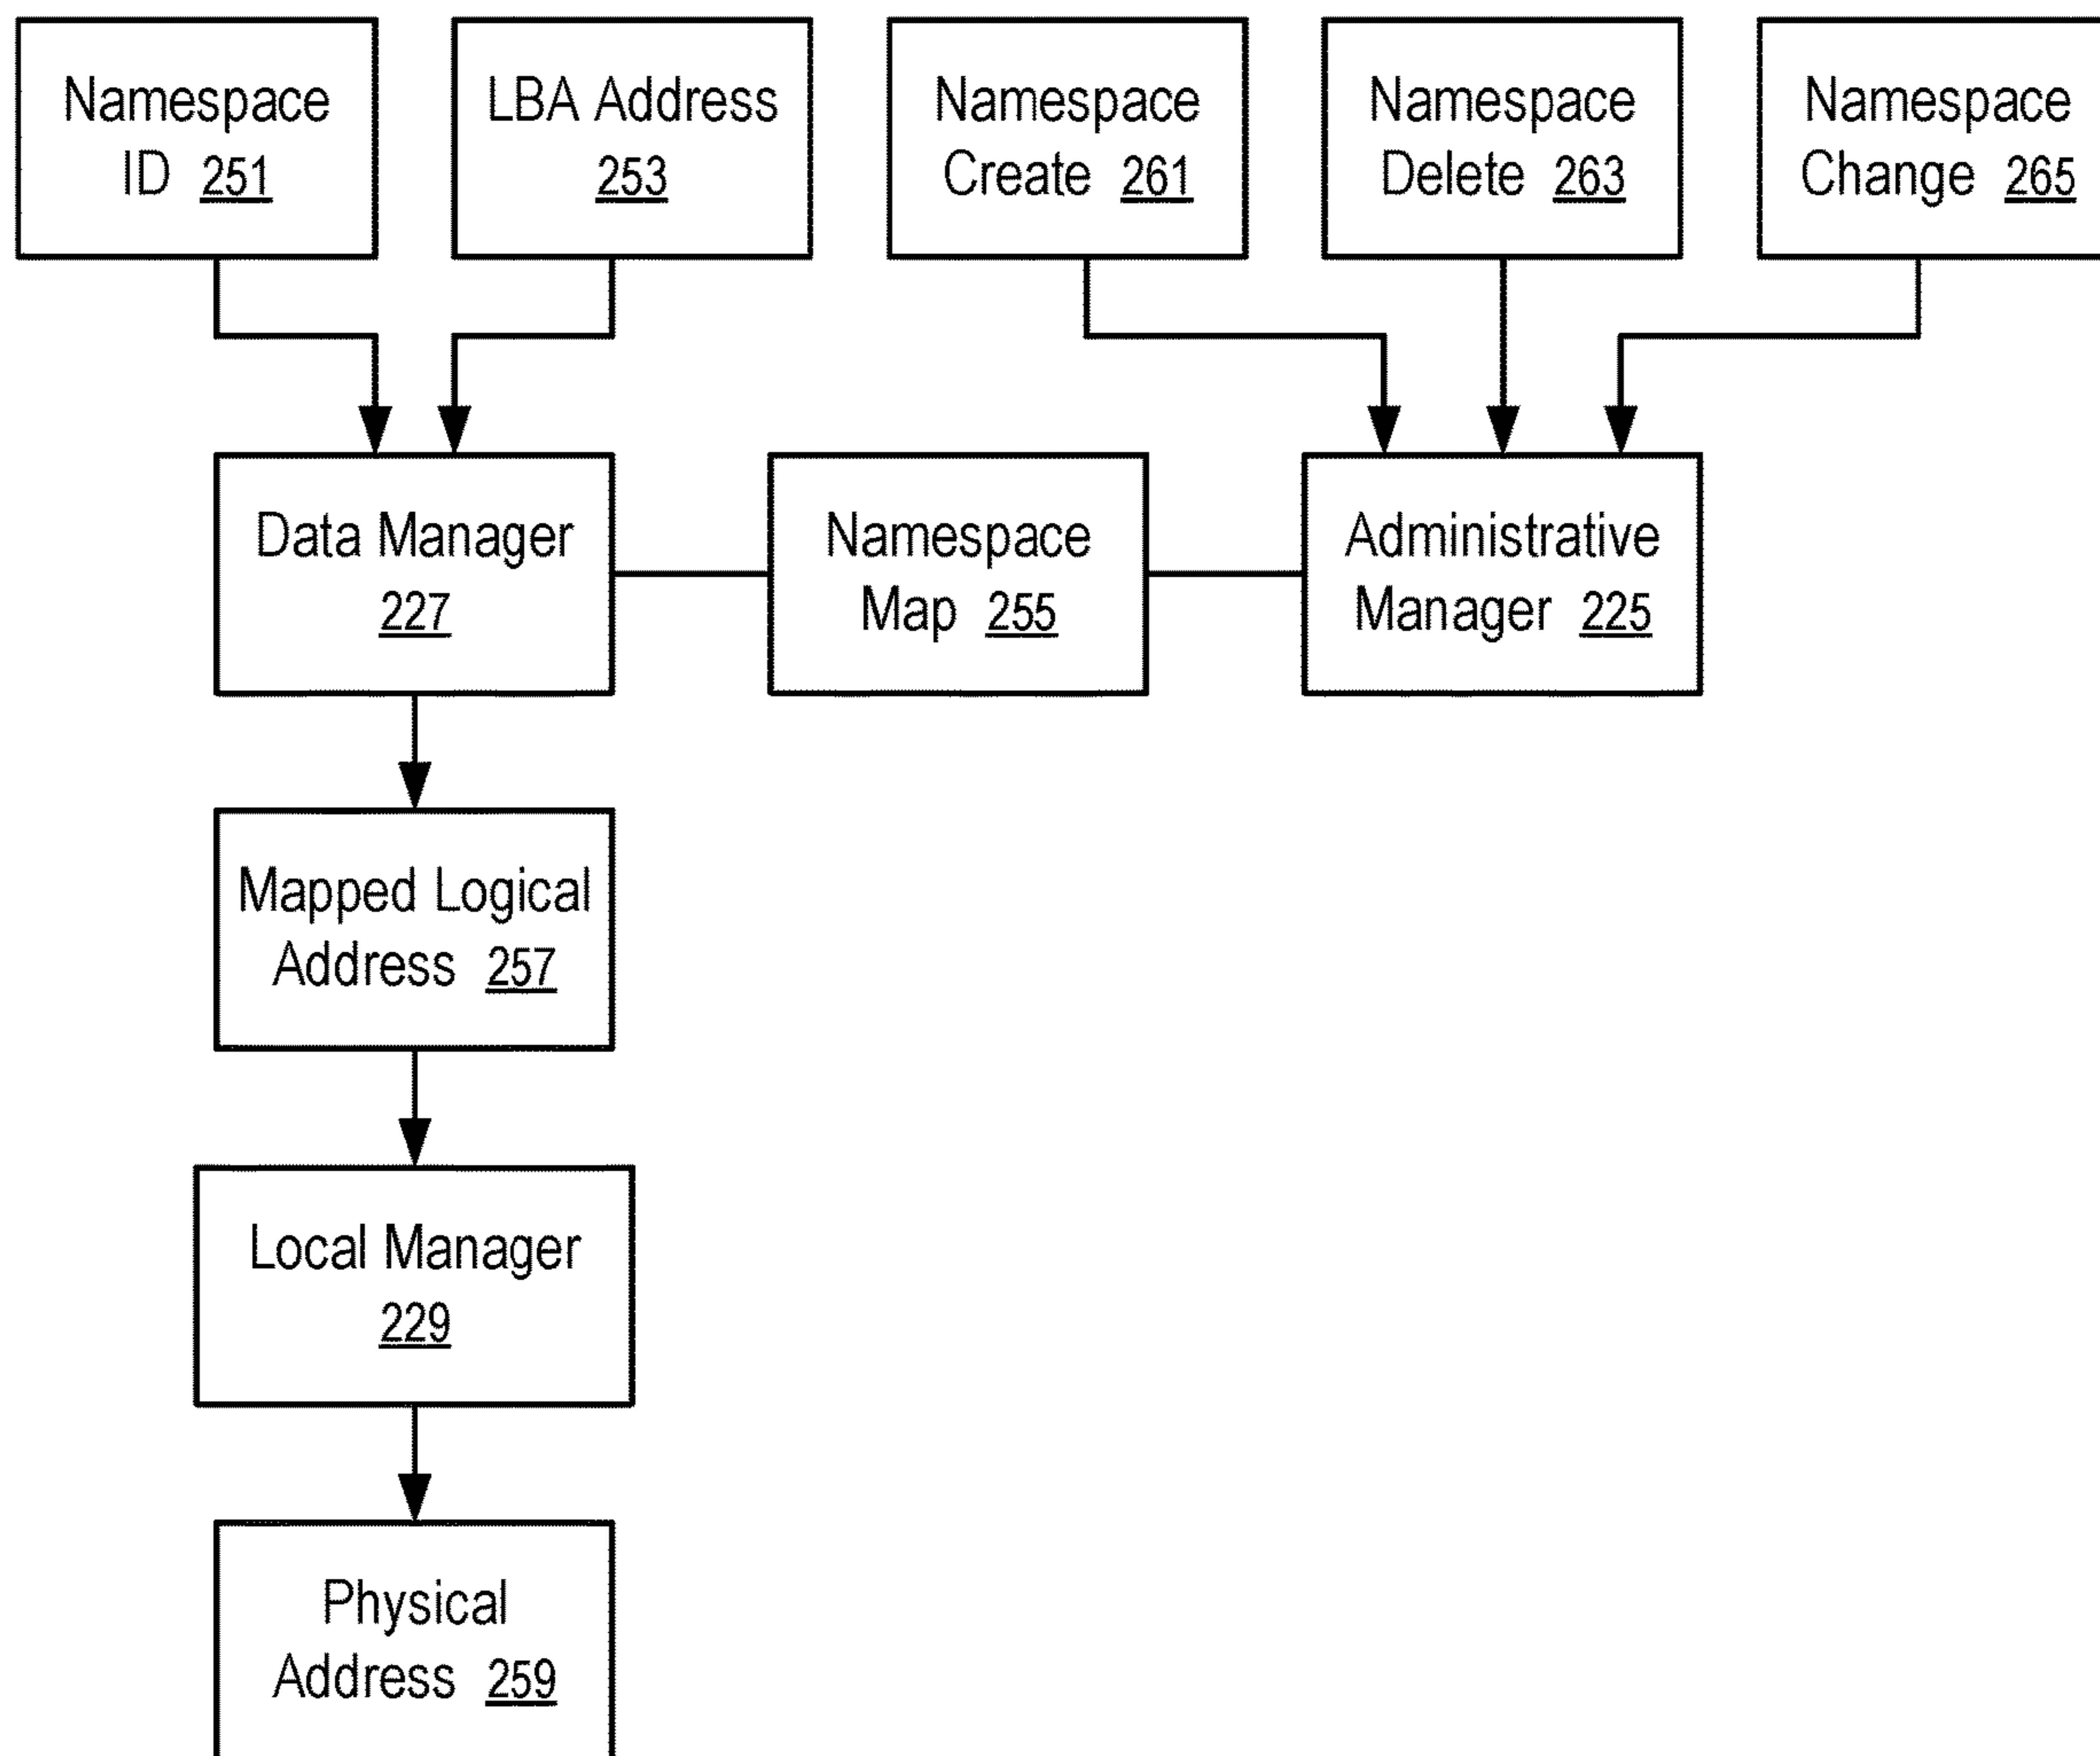 Namespace
ID 251
LBA Address
253
Namespace
Create 261
Namespace
Delete 263
Namespace
Change 265
Data Manager
227
Namespace
Map 255
Administrative
Manager 225
Mapped Logical
Address 257
Local Manager
229
Physical
Address 259